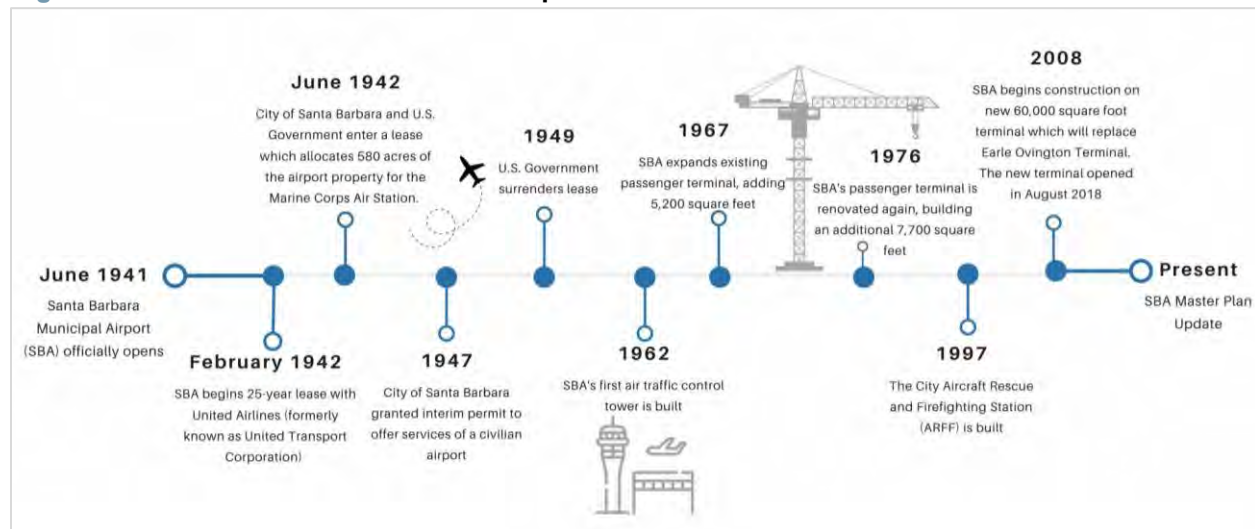 June 1941
Santa Barbara
Municipal Airport
(SBA) officially opens
February 1942
SBA begins 25-year lease with
United Airlines (formerly
known as United Transport
Corporation)
June 1942
City of Santa Barbara and U.S.
Government enter a lease
which allocates 580 acres of
the airport property for the
Marine Corps Air Station.
1947
City of Santa Barbara
granted interim permit to
offer services of a civilian
airport
1949
U.S. Government
surrenders lease
1962
SBA's first air traffic control
tower is built
1967
SBA expands existing
passenger terminal, adding
5,200 square feet
1976
SBA's passenger terminal is
renovated again, building
an additional 7,700 square
feet
1997
The City Aircraft Rescue
and Firefighting Station
(ARFF) is built
2008
SBA begins construction on
new 60,000 square foot
terminal which will replace
Earle Ovington Terminal.
The new terminal opened
in August 2018
Present
SBA Master Plan
Update